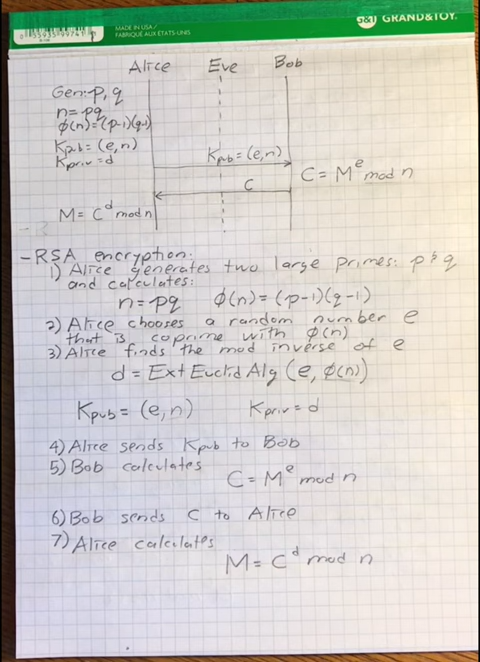 MADE IN USA/
FABRIQUÉ AUX ÉTATS-UNIS
G&T GRAND&TOY.
Alice Eve Bob
Gen: p, q
n=pq
Φ(n)=(p-1)(q-1)
Kpub=(e,n)
Kpriv=d
Kpub=(e,n)
C
C=M^e mod n
M=C^d mod n
-RSA encryption:
1) Alice generates two large primes: p & q
and calculates:
n=pq Φ(n)=(p-1)(q-1)
2) Alice chooses a random number e
that is coprime with Φ(n)
3) Alice finds the mod inverse of e
d=Ext Euclid Alg (e, Φ(n))
Kpub=(e,n) Kpriv=d
4) Alice sends Kpub to Bob
5) Bob calculates
C=M^e mod n
6) Bob sends C to Alice
7) Alice calculates
M=C^d mod n